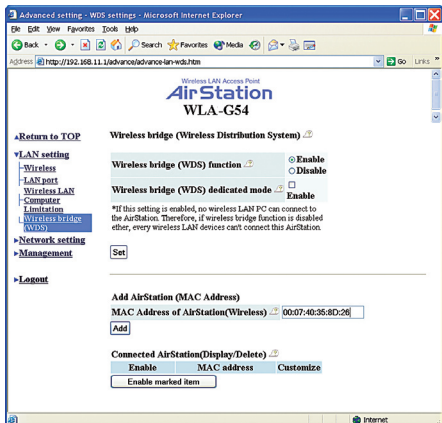 Advanced setting - WDS settings - Microsoft Internet Explorer
File Edit View Favorites Tools Help
Back Search Favorites Media
Address http://192.168.11.1/advance/advance-lan-wds.htm Go Links
Wireless LAN Access Point
AirStation
WLA-G54
Return to TOP
LAN setting
Wireless
LAN port
Wireless LAN
Computer
Limitation
Wireless bridge
(WDS)
Network setting
Management
Logout
Wireless bridge (Wireless Distribution System)
Wireless bridge (WDS) function
Enable
Disable
Wireless bridge (WDS) dedicated mode
Enable
*If this setting is enabled, no wireless LAN PC can connect to
the AirStation. Therefore, if wireless bridge function is disabled
ether, every wireless LAN devices can't connect this AirStation.
Set
Add AirStation (MAC Address)
MAC Address of AirStation(Wireless) 00:07:40:35:8D:26
Add
Connected AirStation(Display/Delete)
Enable MAC address Customize
Enable marked item
Internet